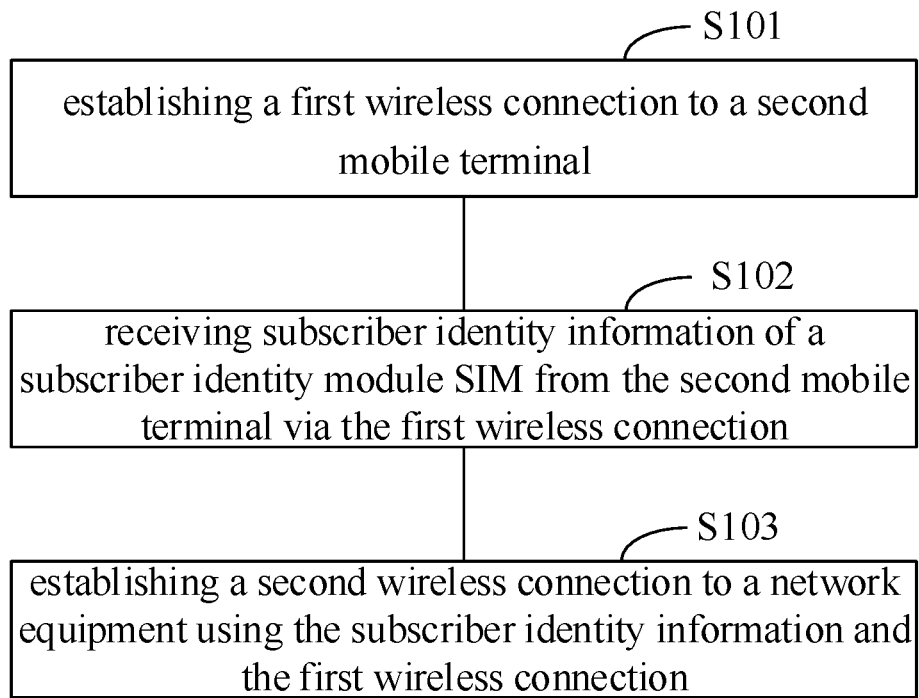 S101
establishing a first wireless connection to a second
mobile terminal
S102
receiving subscriber identity information of a
subscriber identity module SIM from the second mobile
terminal via the first wireless connection
S103
establishing a second wireless connection to a network
equipment using the subscriber identity information and
the first wireless connection